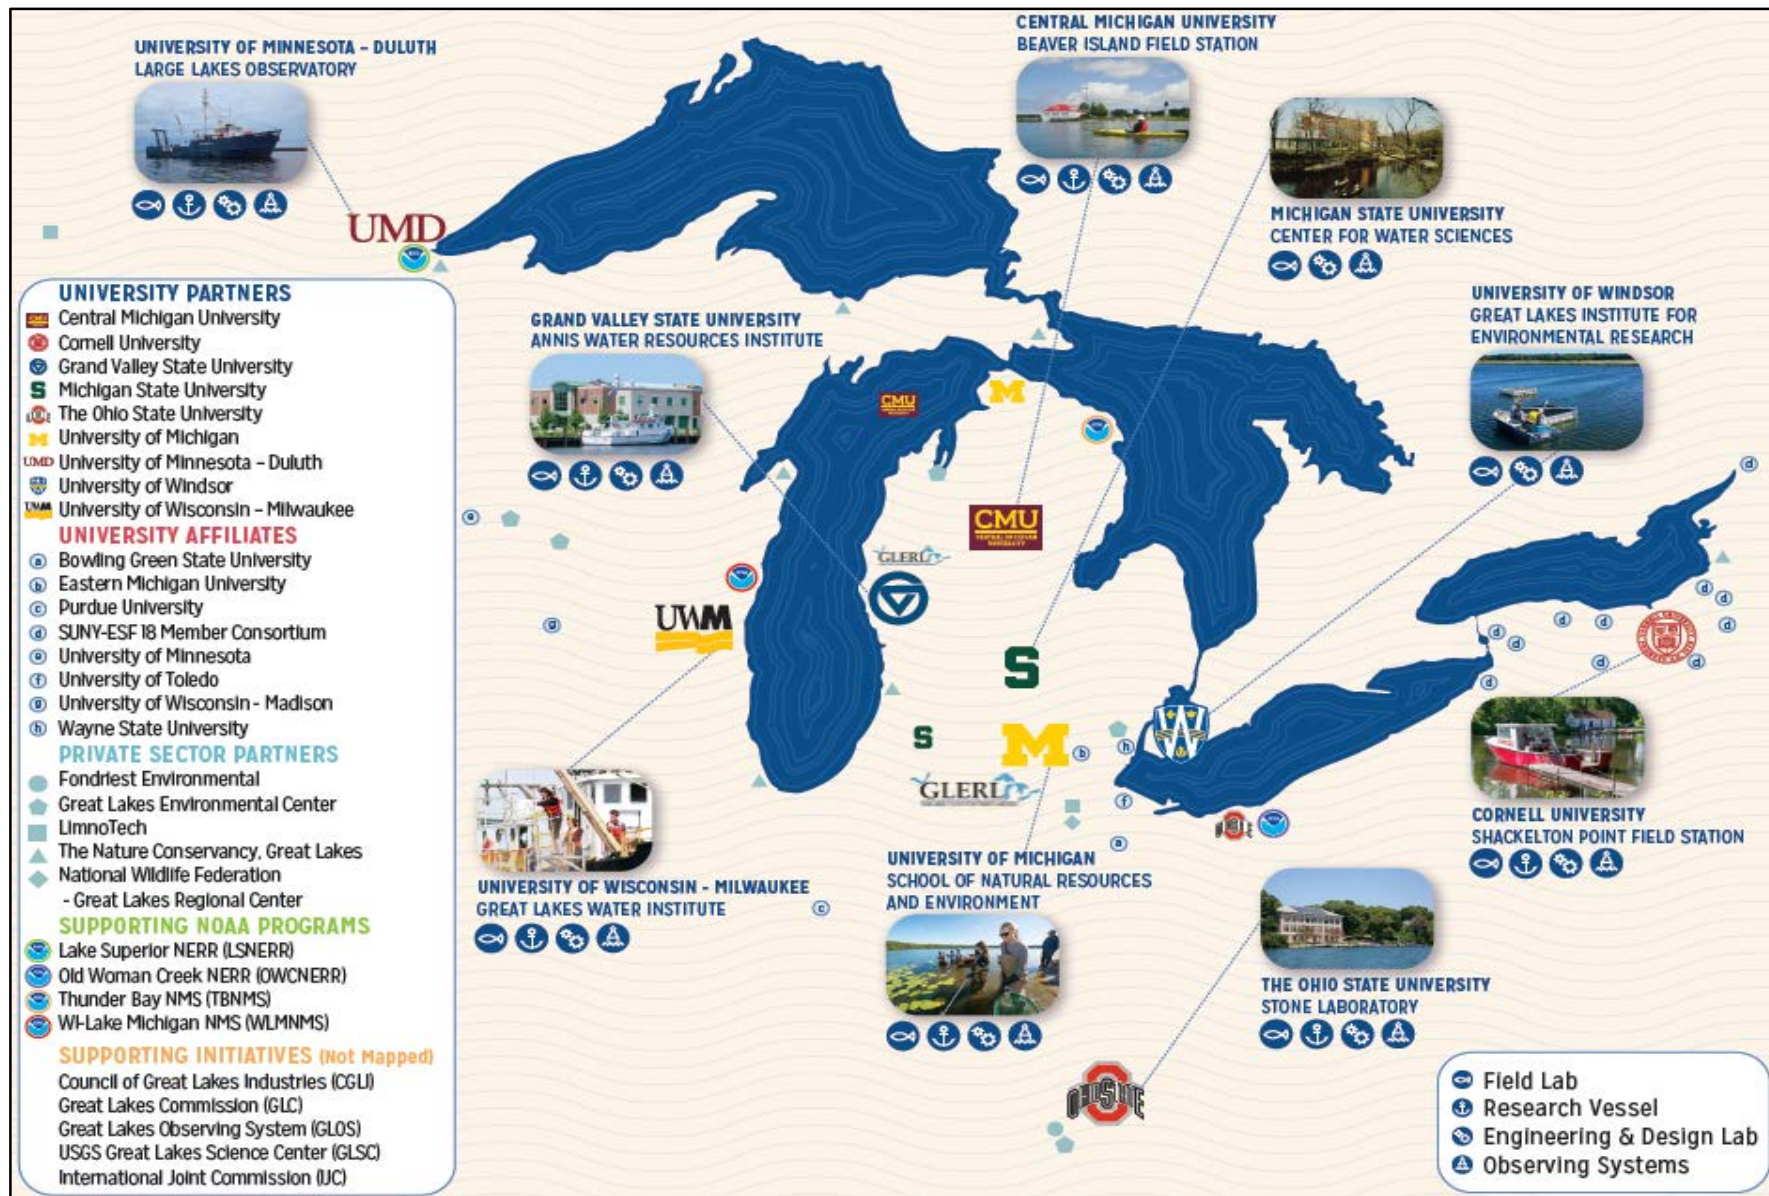 UNIVERSITY OF MINNESOTA – DULUTH
LARGE LAKES OBSERVATORY
CENTRAL MICHIGAN UNIVERSITY
BEAVER ISLAND FIELD STATION
MICHIGAN STATE UNIVERSITY
CENTER FOR WATER SCIENCES
UMD
UNIVERSITY OF WINDSOR
GREAT LAKES INSTITUTE FOR
ENVIRONMENTAL RESEARCH
GRAND VALLEY STATE UNIVERSITY
ANNIS WATER RESOURCES INSTITUTE
UNIVERSITY PARTNERS
CMU Central Michigan University
Cornell University
Grand Valley State University
S Michigan State University
The Ohio State University
M University of Michigan
UMD University of Minnesota – Duluth
University of Windsor
UWM University of Wisconsin – Milwaukee
UNIVERSITY AFFILIATES
a Bowling Green State University
b Eastern Michigan University
c Purdue University
d SUNY-ESF 18 Member Consortium
e University of Minnesota
f University of Toledo
g University of Wisconsin - Madison
h Wayne State University
PRIVATE SECTOR PARTNERS
Fondriest Environmental
Great Lakes Environmental Center
LimnoTech
The Nature Conservancy, Great Lakes
National Wildlife Federation
- Great Lakes Regional Center
SUPPORTING NOAA PROGRAMS
Lake Superior NERR (LSNERR)
Old Woman Creek NERR (OWCNERR)
Thunder Bay NMS (TBNMS)
WI-Lake Michigan NMS (WLMNMS)
SUPPORTING INITIATIVES (Not Mapped)
Council of Great Lakes Industries (CGLI)
Great Lakes Commission (GLC)
Great Lakes Observing System (GLOS)
USGS Great Lakes Science Center (GLSC)
International Joint Commission (IJC)
CMU
M
CMU
CENTRAL MICHIGAN
UNIVERSITY
GLERL
UWM
S
S
M
GLERL
W
e
g
c
b
h
f
a
d
d
d
d
d
d
d
d
d
d
d
d
UNIVERSITY OF WISCONSIN – MILWAUKEE
GREAT LAKES WATER INSTITUTE
UNIVERSITY OF MICHIGAN
SCHOOL OF NATURAL RESOURCES
AND ENVIRONMENT
CORNELL UNIVERSITY
SHACKELTON POINT FIELD STATION
THE OHIO STATE UNIVERSITY
STONE LABORATORY
OHIO STATE
Field Lab
Research Vessel
Engineering & Design Lab
Observing Systems